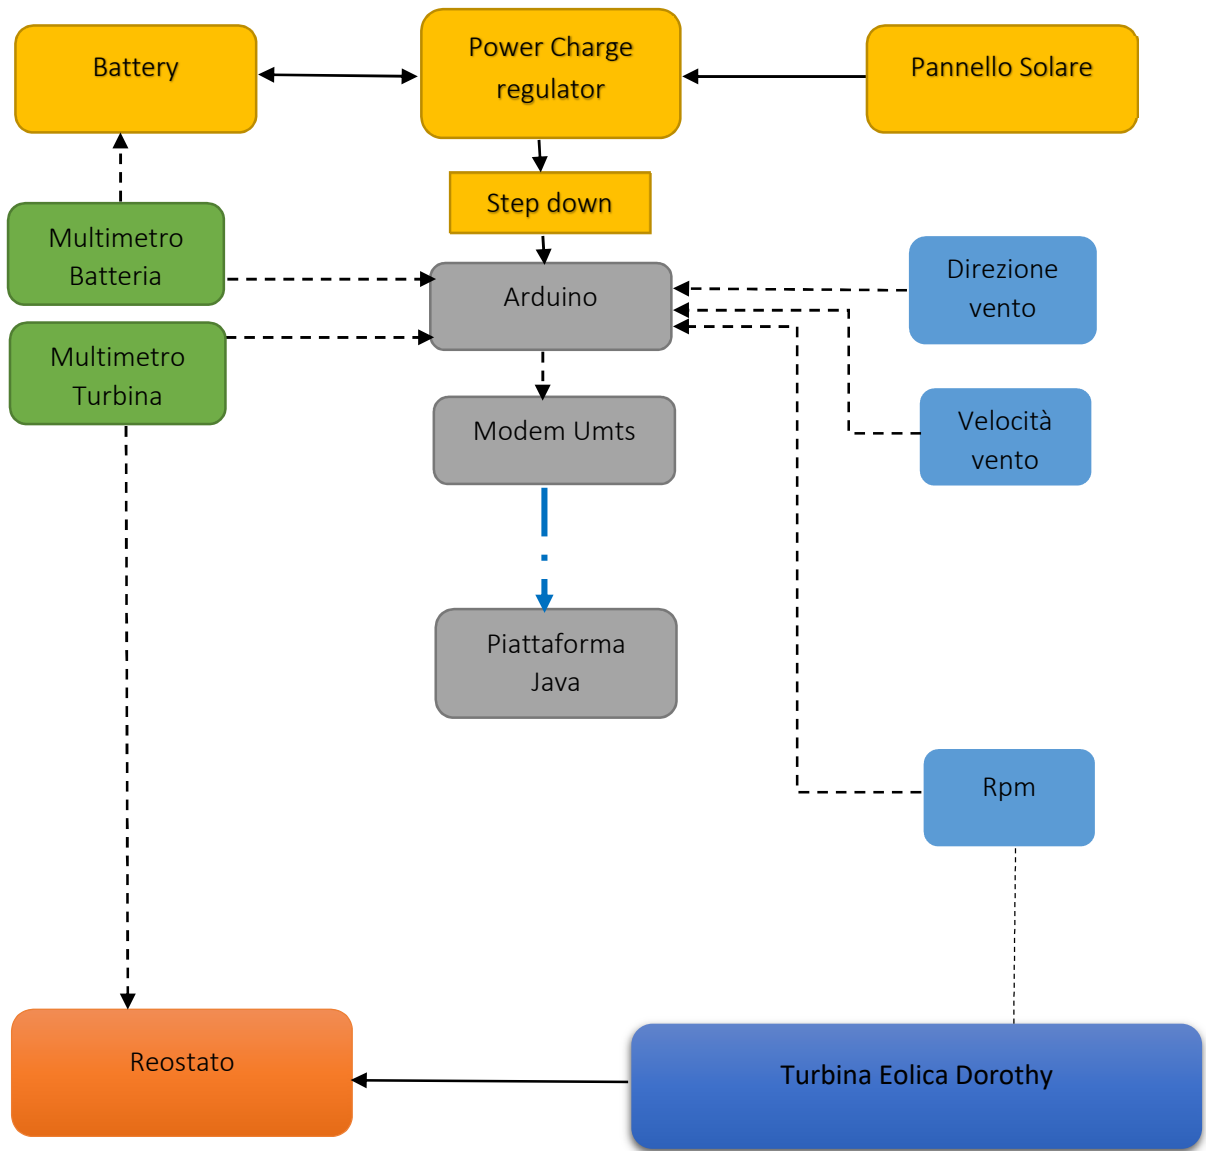 Battery
Power Charge
regulator
Pannello Solare
Step down
Multimetro
Batteria
Arduino
Direzione
vento
Multimetro
Turbina
Modem Umts
Velocità
vento
Piattaforma
Java
Rpm
Reostato
Turbina Eolica Dorothy